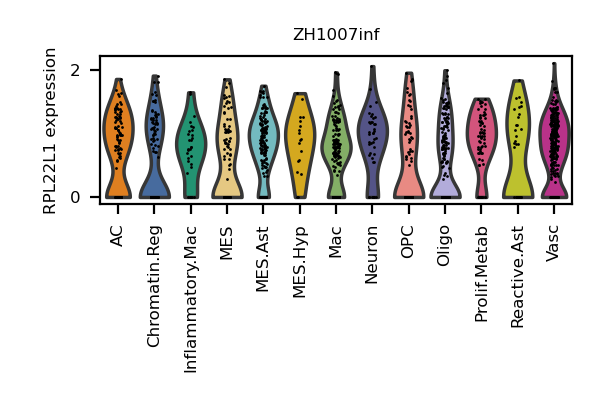 ZH1007inf
RPL22L1 expression
2
0
AC
Chromatin.Reg
Inflammatory.Mac
MES
MES.Ast
MES.Hyp
Mac
Neuron
OPC
Oligo
Prolif.Metab
Reactive.Ast
Vasc